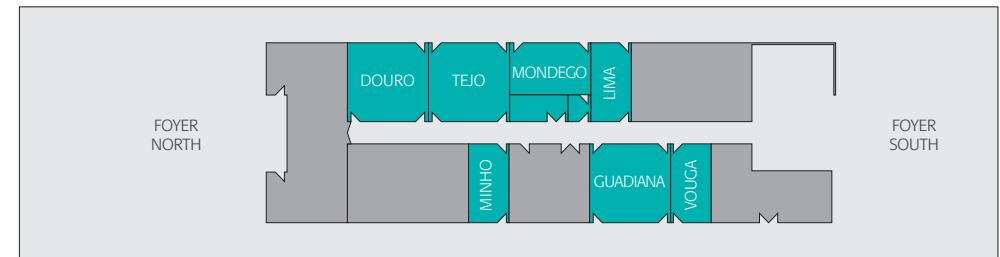 DOURO
TEJO
MONDEGO
LIMA
FOYER
NORTH
FOYER
SOUTH
MINHO
GUADIANA
VOUGA